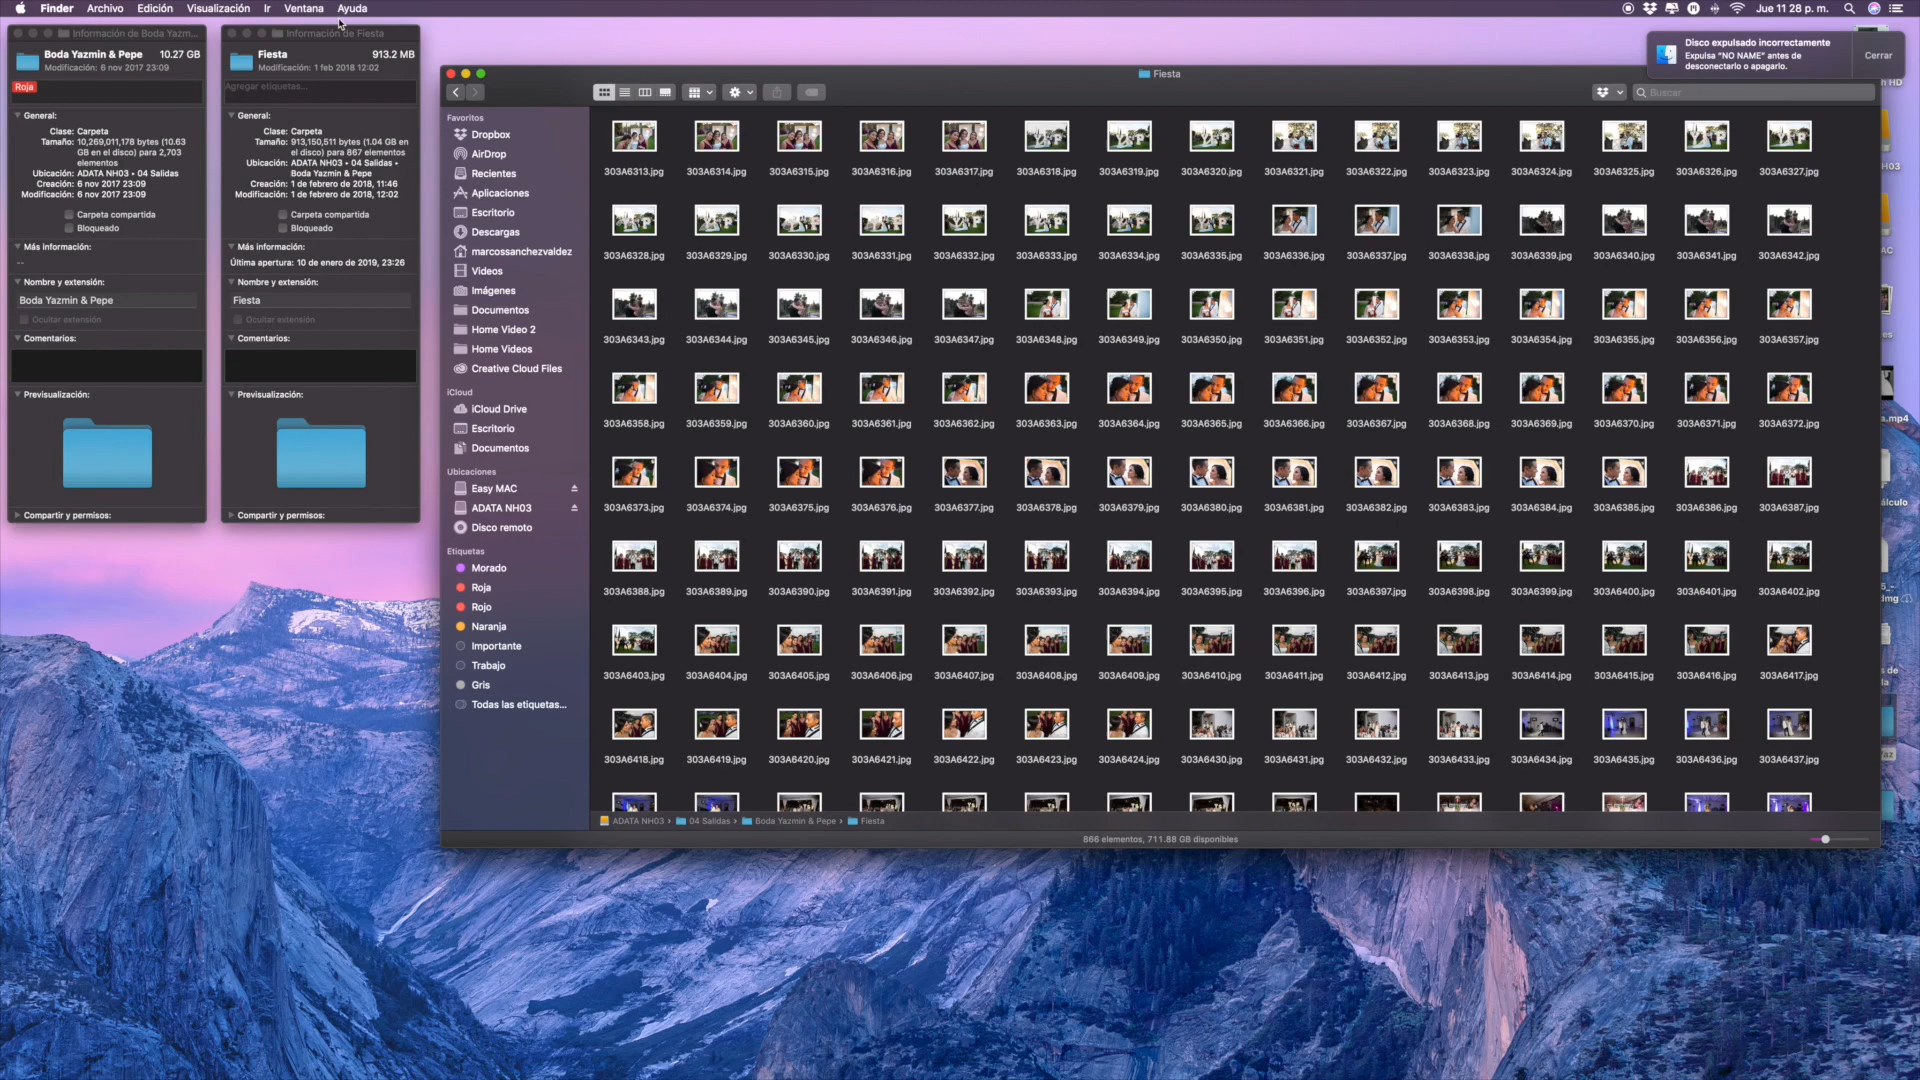 Finder Archivo Edición Visualización Ir Ventana Ayuda
Jue 11 28 p. m.
Información de Boda Yazm...
Boda Yazmin & Pepe 10.27 GB
Modificación: 6 nov 2017 23:09
Roja
General:
Clase: Carpeta
Tamaño: 10,269,011,178 bytes (10.63
GB en el disco) para 2,703
elementos
Ubicación: ADATA NH03 • 04 Salidas
Creación: 6 nov 2017 23:09
Modificación: 6 nov 2017 23:09
Carpeta compartida
Bloqueado
Más información:
--
Nombre y extensión:
Boda Yazmin & Pepe
Ocultar extensión
Comentarios:
Previsualización:
Compartir y permisos:
Información de Fiesta
Fiesta 913.2 MB
Modificación: 1 feb 2018 12:02
Agregar etiquetas...
General:
Clase: Carpeta
Tamaño: 913,150,511 bytes (1.04 GB en
el disco) para 867 elementos
Ubicación: ADATA NH03 • 04 Salidas •
Boda Yazmin & Pepe
Creación: 1 de febrero de 2018, 11:46
Modificación: 1 de febrero de 2018, 12:02
Carpeta compartida
Bloqueado
Más información:
Última apertura: 10 de enero de 2019, 23:26
Nombre y extensión:
Fiesta
Ocultar extensión
Comentarios:
Previsualización:
Compartir y permisos:
Disco expulsado incorrectamente
Expulsa "NO NAME" antes de
desconectarlo o apagarlo.
Cerrar
Fiesta
Buscar
Favoritos
Dropbox
AirDrop
Recientes
Aplicaciones
Escritorio
Descargas
marcossanchezvaldez
Videos
Imágenes
Documentos
Home Video 2
Home Videos
Creative Cloud Files
iCloud
iCloud Drive
Escritorio
Documentos
Ubicaciones
Easy MAC
ADATA NH03
Disco remoto
Etiquetas
Morado
Roja
Rojo
Naranja
Importante
Trabajo
Gris
Todas las etiquetas...
303A6313.jpg 303A6314.jpg 303A6315.jpg 303A6316.jpg 303A6317.jpg 303A6318.jpg 303A6319.jpg 303A6320.jpg 303A6321.jpg 303A6322.jpg 303A6323.jpg 303A6324.jpg 303A6325.jpg 303A6326.jpg 303A6327.jpg
303A6328.jpg 303A6329.jpg 303A6330.jpg 303A6331.jpg 303A6332.jpg 303A6333.jpg 303A6334.jpg 303A6335.jpg 303A6336.jpg 303A6337.jpg 303A6338.jpg 303A6339.jpg 303A6340.jpg 303A6341.jpg 303A6342.jpg
303A6343.jpg 303A6344.jpg 303A6345.jpg 303A6346.jpg 303A6347.jpg 303A6348.jpg 303A6349.jpg 303A6350.jpg 303A6351.jpg 303A6352.jpg 303A6353.jpg 303A6354.jpg 303A6355.jpg 303A6356.jpg 303A6357.jpg
303A6358.jpg 303A6359.jpg 303A6360.jpg 303A6361.jpg 303A6362.jpg 303A6363.jpg 303A6364.jpg 303A6365.jpg 303A6366.jpg 303A6367.jpg 303A6368.jpg 303A6369.jpg 303A6370.jpg 303A6371.jpg 303A6372.jpg
303A6373.jpg 303A6374.jpg 303A6375.jpg 303A6376.jpg 303A6377.jpg 303A6378.jpg 303A6379.jpg 303A6380.jpg 303A6381.jpg 303A6382.jpg 303A6383.jpg 303A6384.jpg 303A6385.jpg 303A6386.jpg 303A6387.jpg
303A6388.jpg 303A6389.jpg 303A6390.jpg 303A6391.jpg 303A6392.jpg 303A6393.jpg 303A6394.jpg 303A6395.jpg 303A6396.jpg 303A6397.jpg 303A6398.jpg 303A6399.jpg 303A6400.jpg 303A6401.jpg 303A6402.jpg
303A6403.jpg 303A6404.jpg 303A6405.jpg 303A6406.jpg 303A6407.jpg 303A6408.jpg 303A6409.jpg 303A6410.jpg 303A6411.jpg 303A6412.jpg 303A6413.jpg 303A6414.jpg 303A6415.jpg 303A6416.jpg 303A6417.jpg
303A6418.jpg 303A6419.jpg 303A6420.jpg 303A6421.jpg 303A6422.jpg 303A6423.jpg 303A6424.jpg 303A6430.jpg 303A6431.jpg 303A6432.jpg 303A6433.jpg 303A6434.jpg 303A6435.jpg 303A6436.jpg 303A6437.jpg
ADATA NH03 › 04 Salidas › Boda Yazmin & Pepe › Fiesta
866 elementos, 711.88 GB disponibles